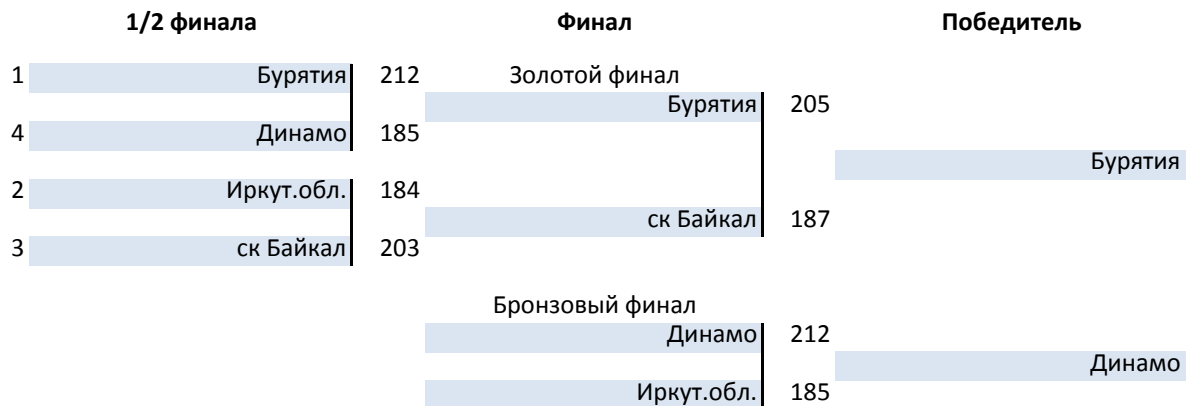 1/2 финала Финал Победитель
1 Бурятия 212 Золотой финал
Бурятия 205
4 Динамо 185
Бурятия
2 Иркут.обл. 184
ск Байкал 187
3 ск Байкал 203
Бронзовый финал
Динамо 212
Динамо
Иркут.обл. 185